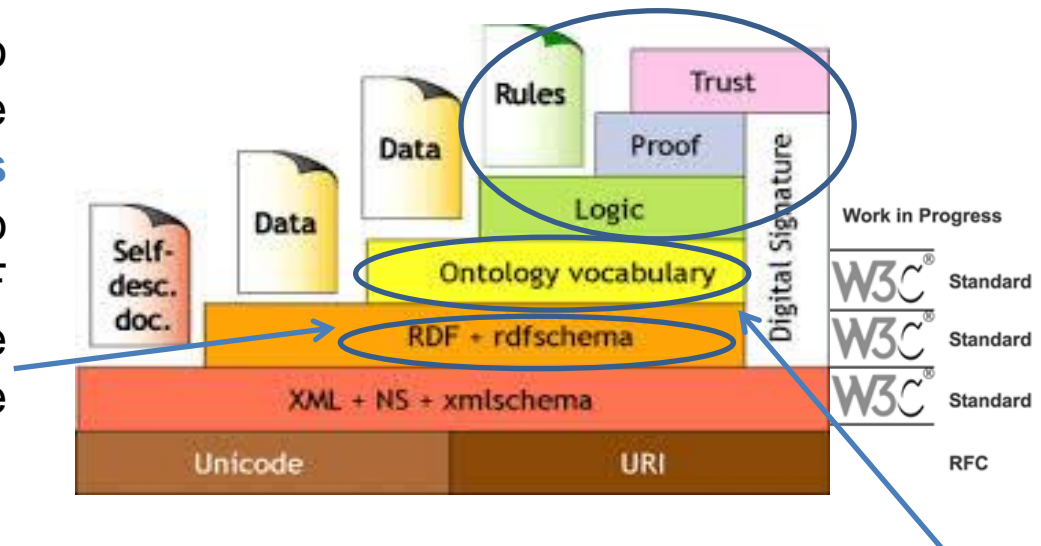 Trust
Rules
Proof
Data
Logic
Digital Signature
Work in Progress
Data
Self-
desc.
doc.
Ontology vocabulary
W3C® Standard
RDF + rdfschema
W3C® Standard
XML + NS + xmlschema
W3C® Standard
Unicode
URI
RFC